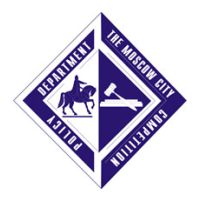 DEPARTMENT
THE MOSCOW CITY
POLICY
COMPETITION